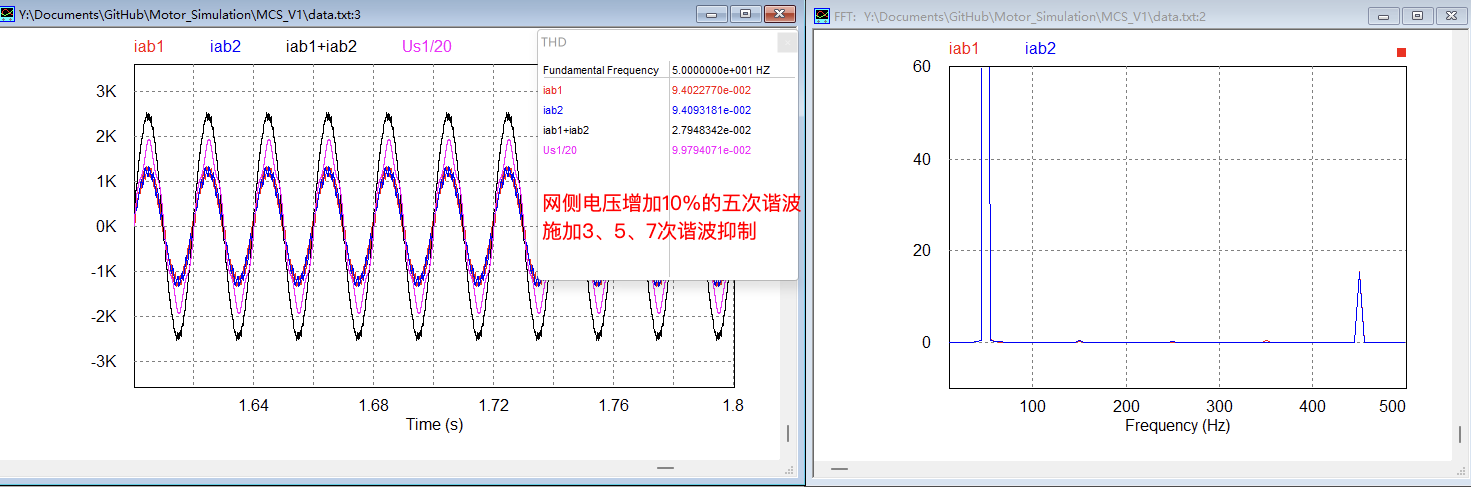 Y:\Documents\GitHub\Motor_Simulation\MCS_V1\data.txt:3
iab1 iab2 iab1+iab2 Us1/20
3K
2K
1K
0K
-1K
-2K
-3K
1.64 1.68 1.72 1.76 1.8
Time (s)
THD
Fundamental Frequency 5.0000000e+001 HZ
iab1 9.4022770e-002
iab2 9.4093181e-002
iab1+iab2 2.7948342e-002
Us1/20 9.9794071e-002
网侧电压增加10%的五次谐波
施加3、5、7次谐波抑制
FFT: Y:\Documents\GitHub\Motor_Simulation\MCS_V1\data.txt:2
iab1 iab2
60
40
20
0
100 200 300 400 500
Frequency (Hz)